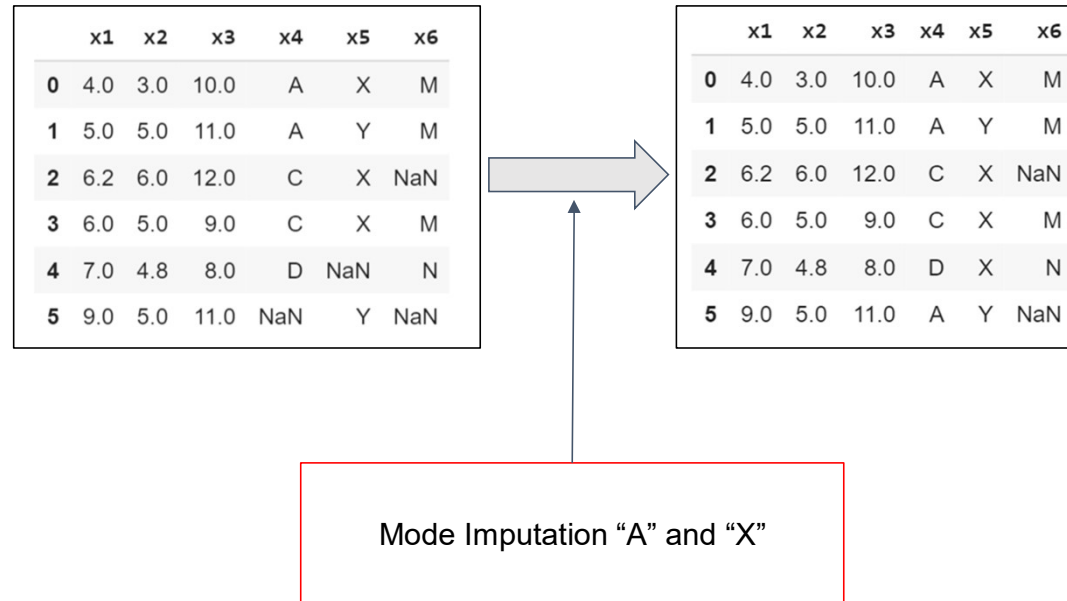 x1 x2 x3 x4 x5 x6
0 4.0 3.0 10.0 A X M
1 5.0 5.0 11.0 A Y M
2 6.2 6.0 12.0 C X NaN
3 6.0 5.0 9.0 C X M
4 7.0 4.8 8.0 D NaN N
5 9.0 5.0 11.0 NaN Y NaN
x1 x2 x3 x4 x5 x6
0 4.0 3.0 10.0 A X M
1 5.0 5.0 11.0 A Y M
2 6.2 6.0 12.0 C X NaN
3 6.0 5.0 9.0 C X M
4 7.0 4.8 8.0 D X N
5 9.0 5.0 11.0 A Y NaN
Mode Imputation “A” and “X”